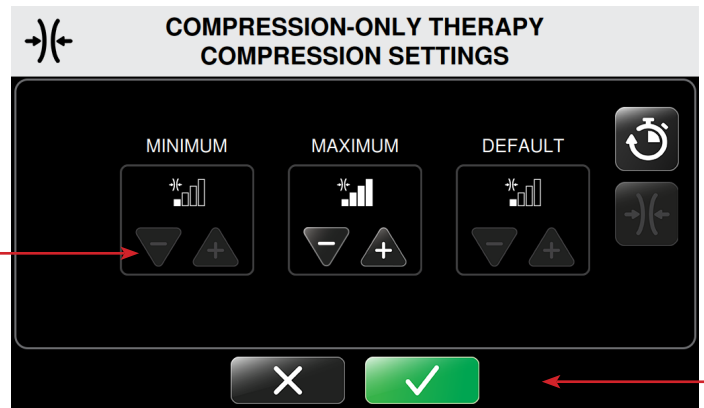 COMPRESSION-ONLY THERAPY
COMPRESSION SETTINGS
MINIMUM MAXIMUM DEFAULT